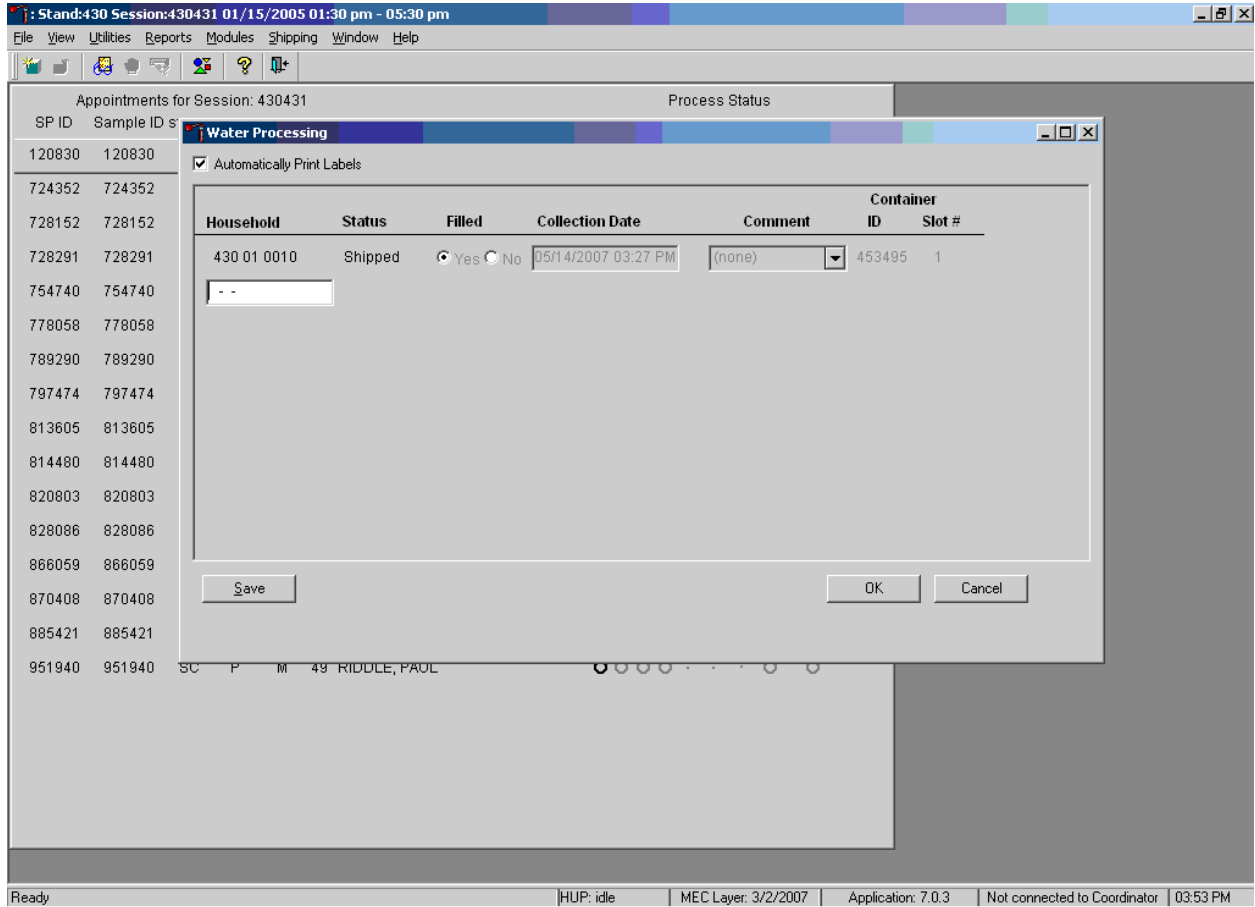 : Stand:430 Session:430431 01/15/2005 01:30 pm - 05:30 pm
File View Utilities Reports Modules Shipping Window Help
Appointments for Session: 430431 Process Status
SP ID Sample ID
Water Processing
120830 120830
Automatically Print Labels
724352 724352
Container
728152 728152 Household Status Filled Collection Date Comment ID Slot #
728291 728291 430 01 0010 Shipped Yes No 05/14/2007 03:27 PM (none) 453495 1
754740 754740 - -
778058 778058
789290 789290
797474 797474
813605 813605
814480 814480
820803 820803
828086 828086
866059 866059
870408 870408 Save OK Cancel
885421 885421
951940 951940 SC P M 49 RIDDLE, PAUL
Ready HUP: idle MEC Layer: 3/2/2007 Application: 7.0.3 Not connected to Coordinator 03:53 PM